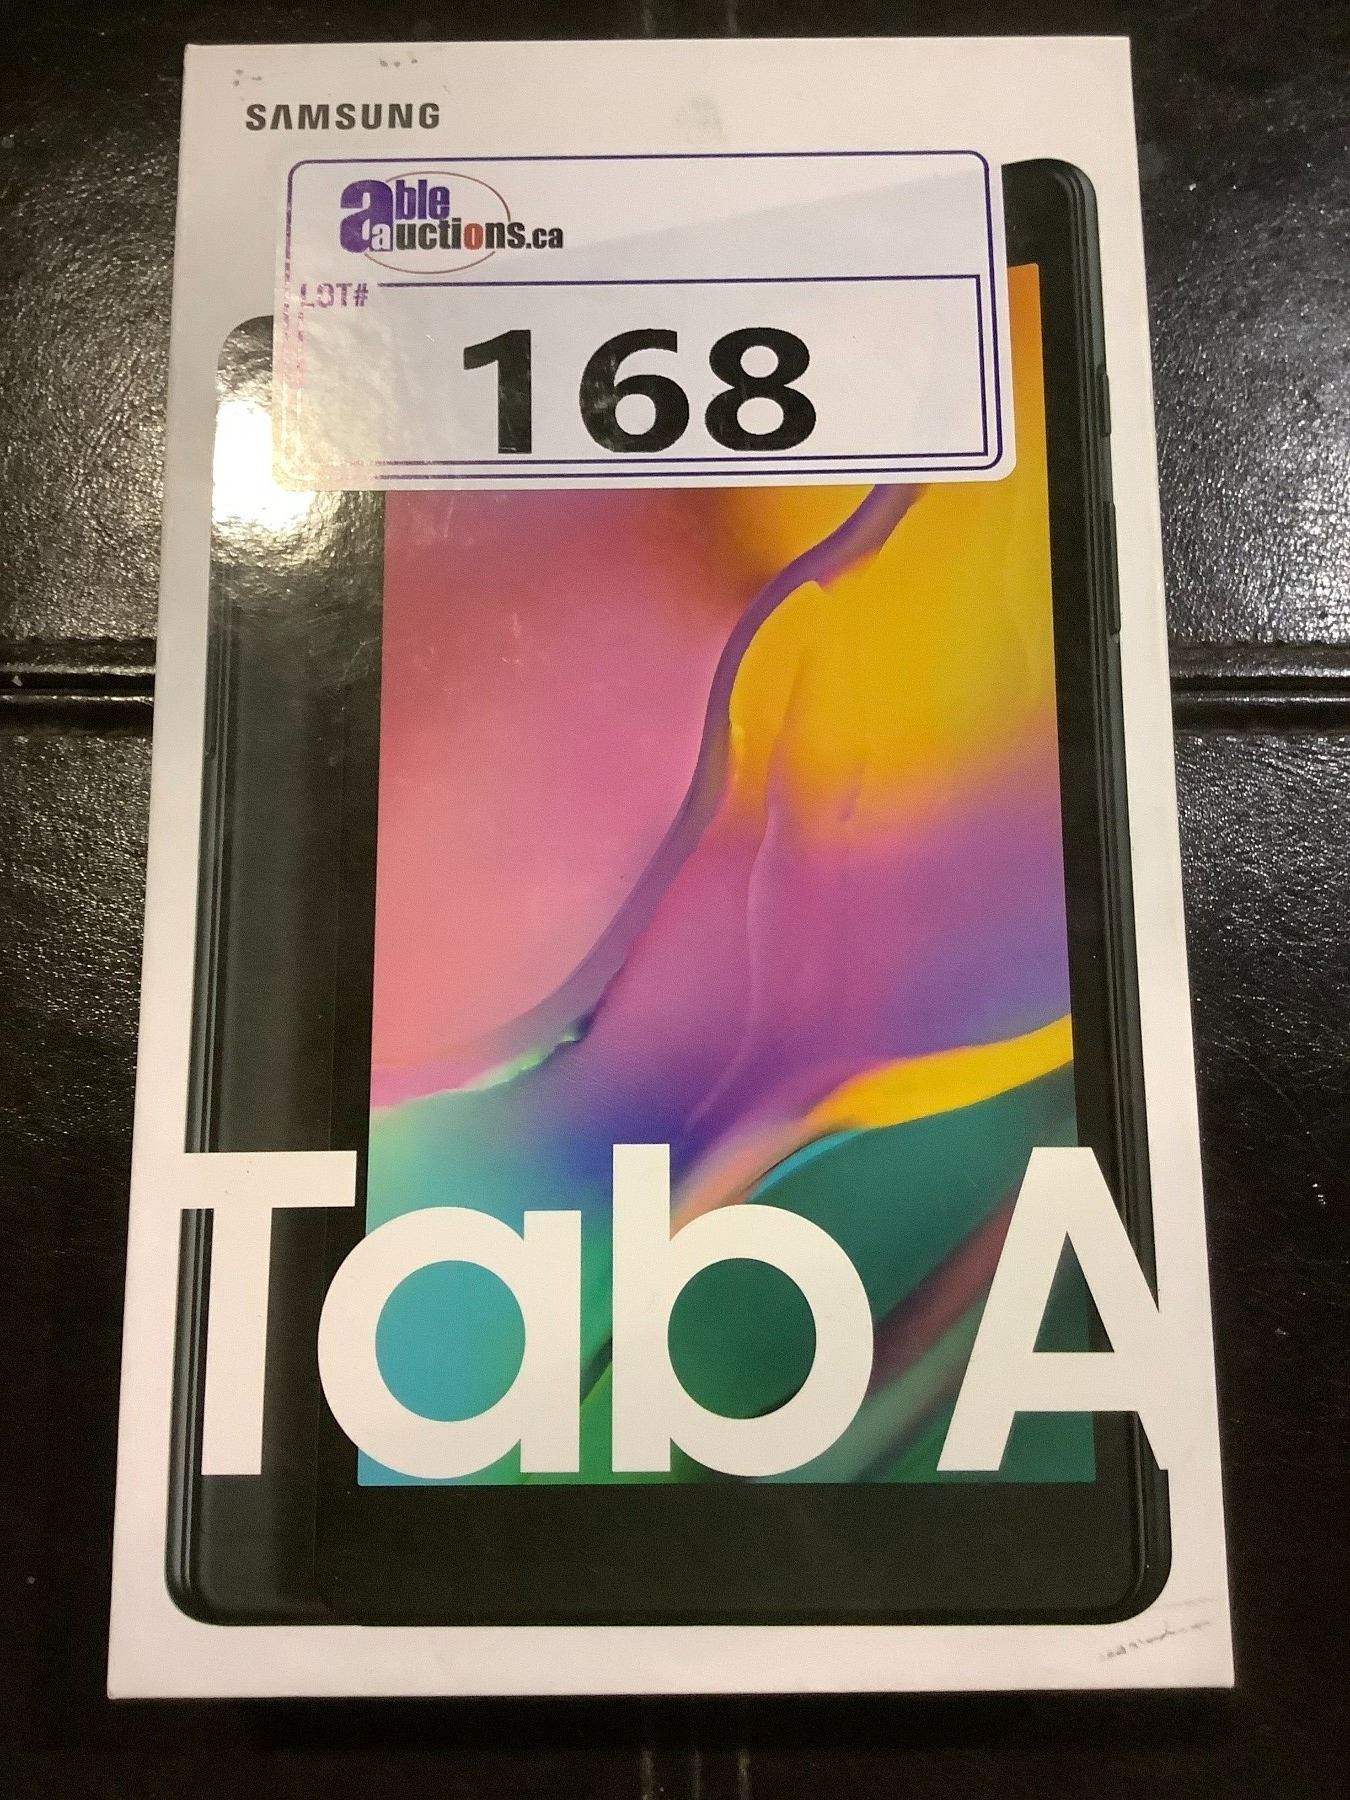 SAMSUNG
able
auctions.ca
LOT#
168
Tab A